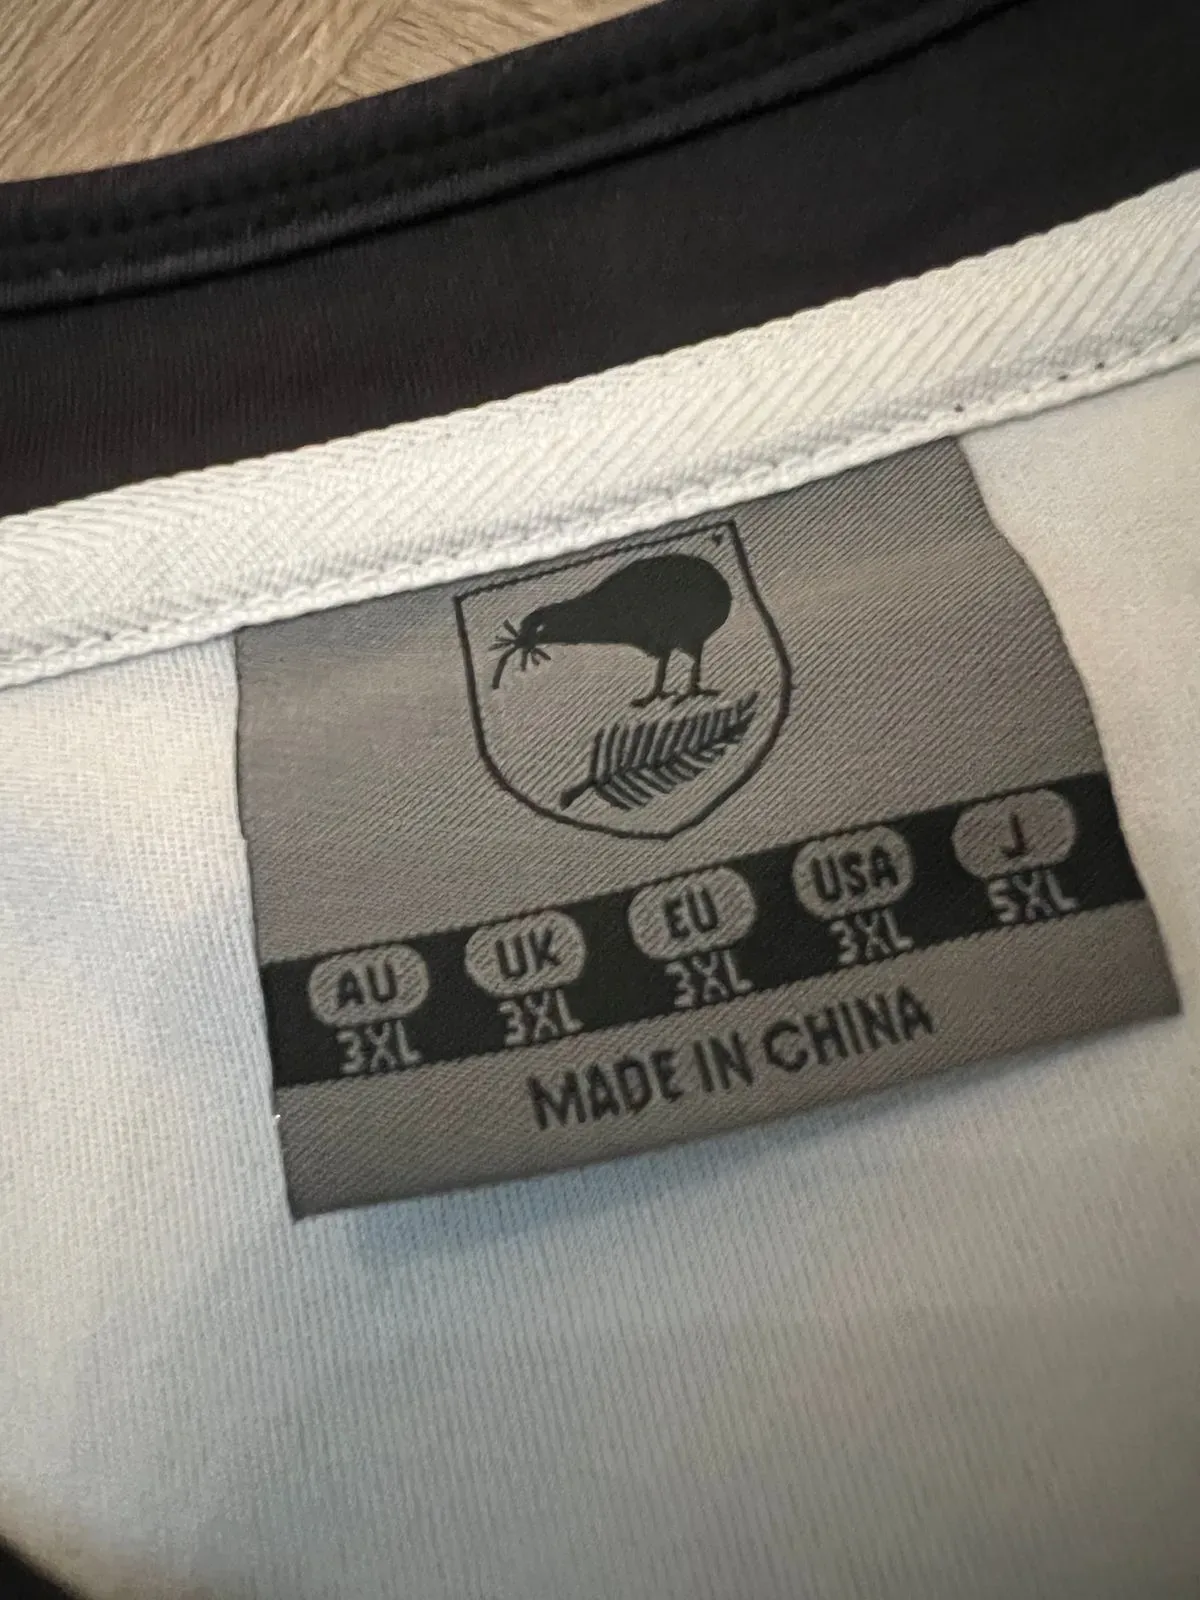 AU UK EU USA J
3XL 3XL 3XL 3XL 5XL
MADE IN CHINA